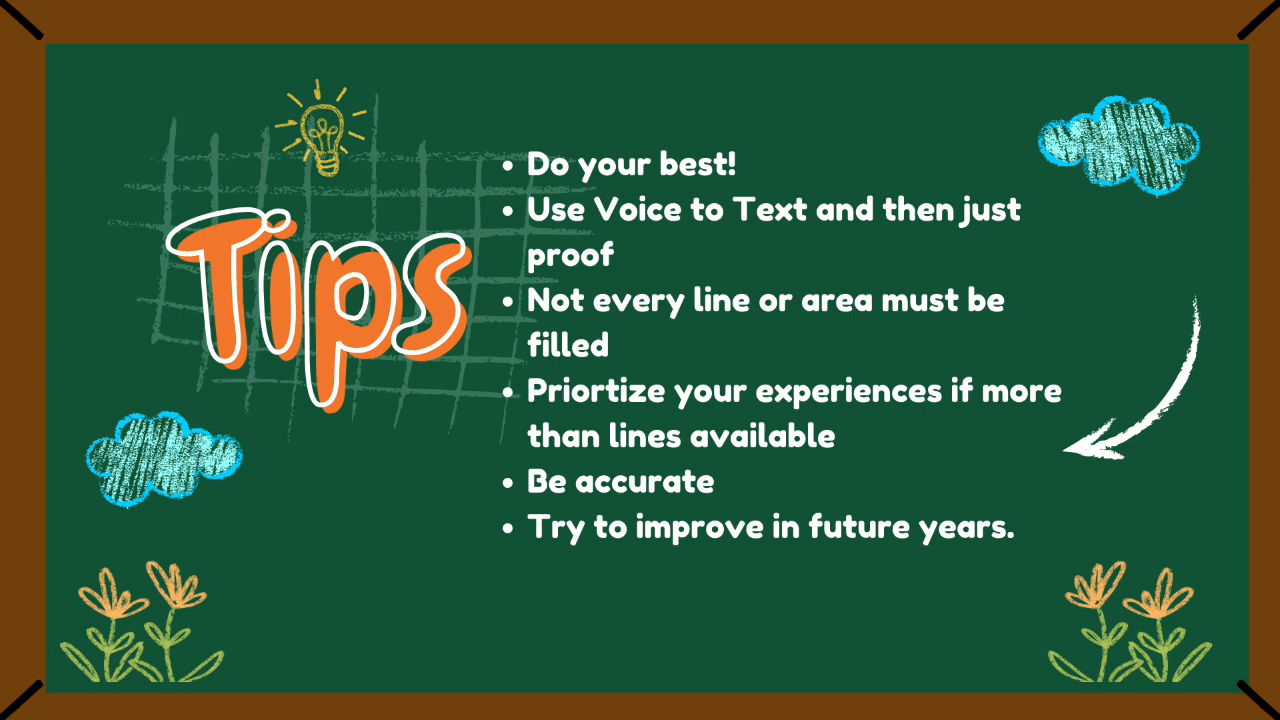 Tips
• Do your best!
• Use Voice to Text and then just
proof
• Not every line or area must be
filled
• Priortize your experiences if more
than lines available
• Be accurate
• Try to improve in future years.